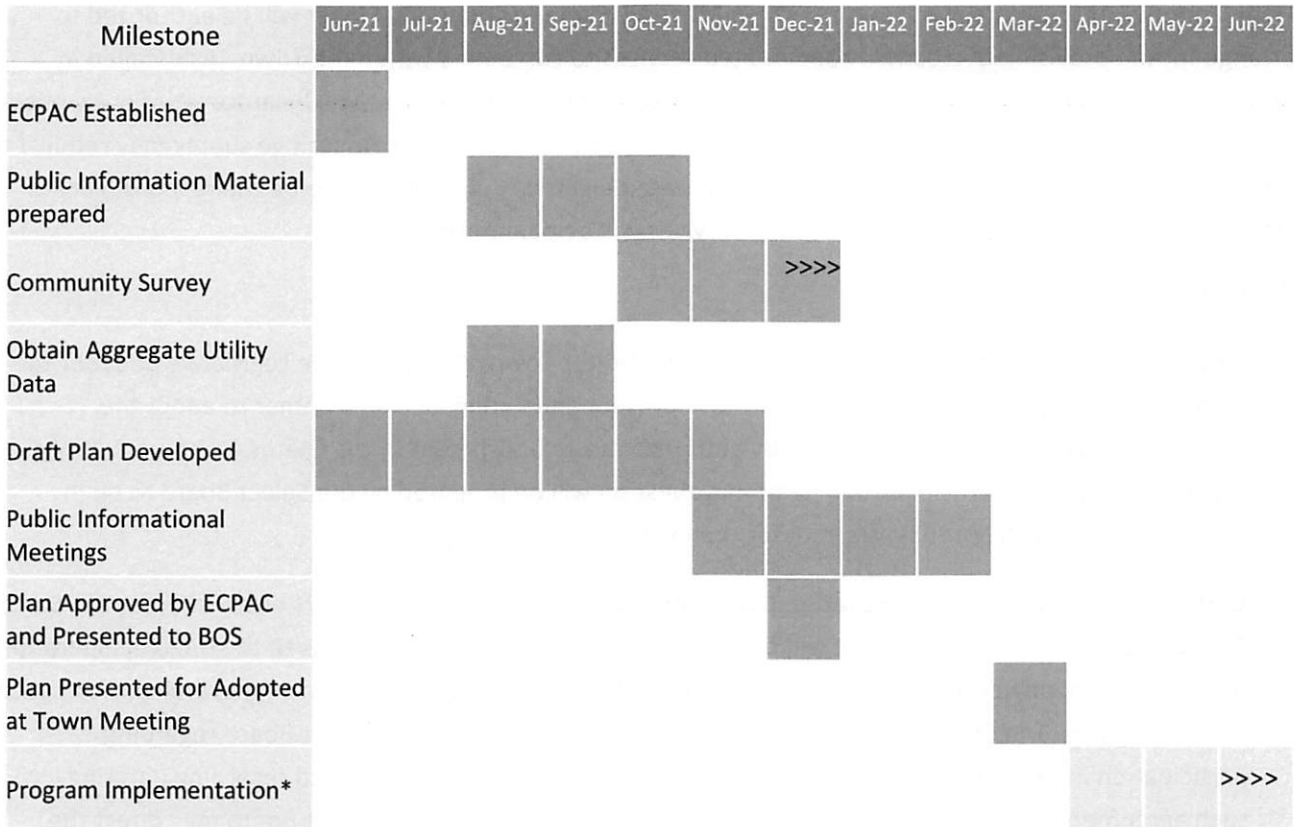 Milestone Jun-21 Jul-21 Aug-21 Sep-21 Oct-21 Nov-21 Dec-21 Jan-22 Feb-22 Mar-22 Apr-22 May-22 Jun-22
ECPAC Established
Public Information Material
prepared
Community Survey >>>>
Obtain Aggregate Utility
Data
Draft Plan Developed
Public Informational
Meetings
Plan Approved by ECPAC
and Presented to BOS
Plan Presented for Adopted
at Town Meeting
Program Implementation* >>>>